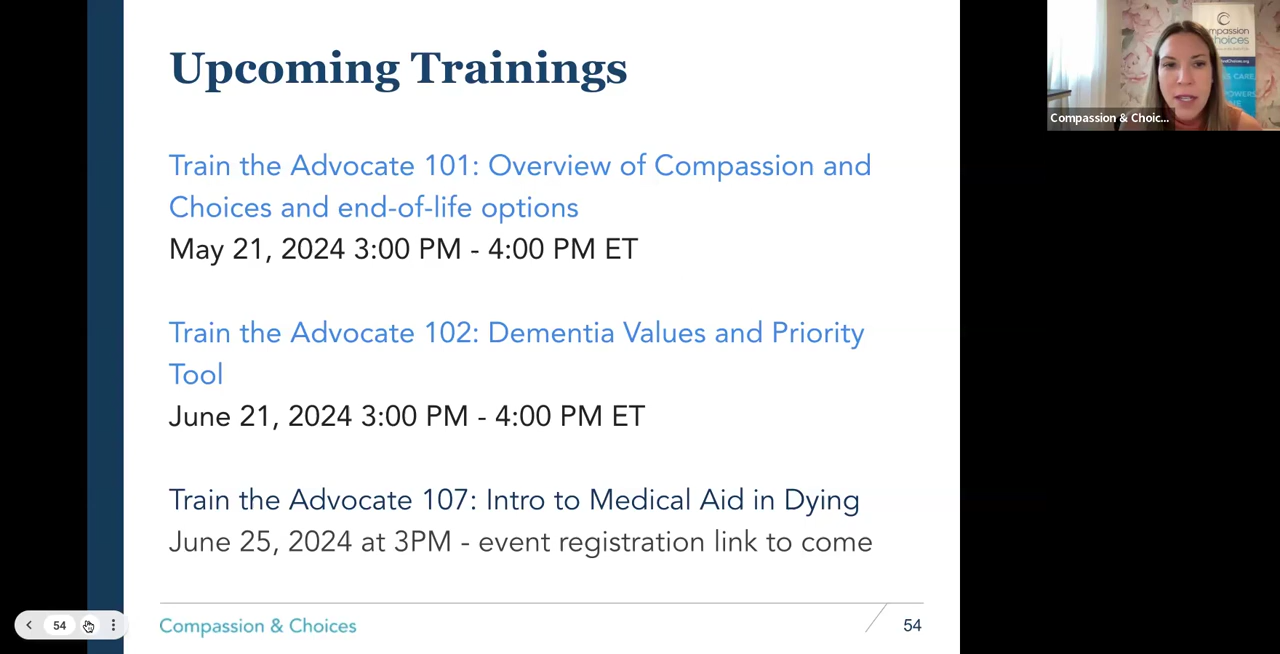 Upcoming Trainings
Train the Advocate 101: Overview of Compassion and
Choices and end-of-life options
May 21, 2024 3:00 PM - 4:00 PM ET
Train the Advocate 102: Dementia Values and Priority
Tool
June 21, 2024 3:00 PM - 4:00 PM ET
Train the Advocate 107: Intro to Medical Aid in Dying
June 25, 2024 at 3PM - event registration link to come
Compassion & Choices
54
54
Compassion & Choic...